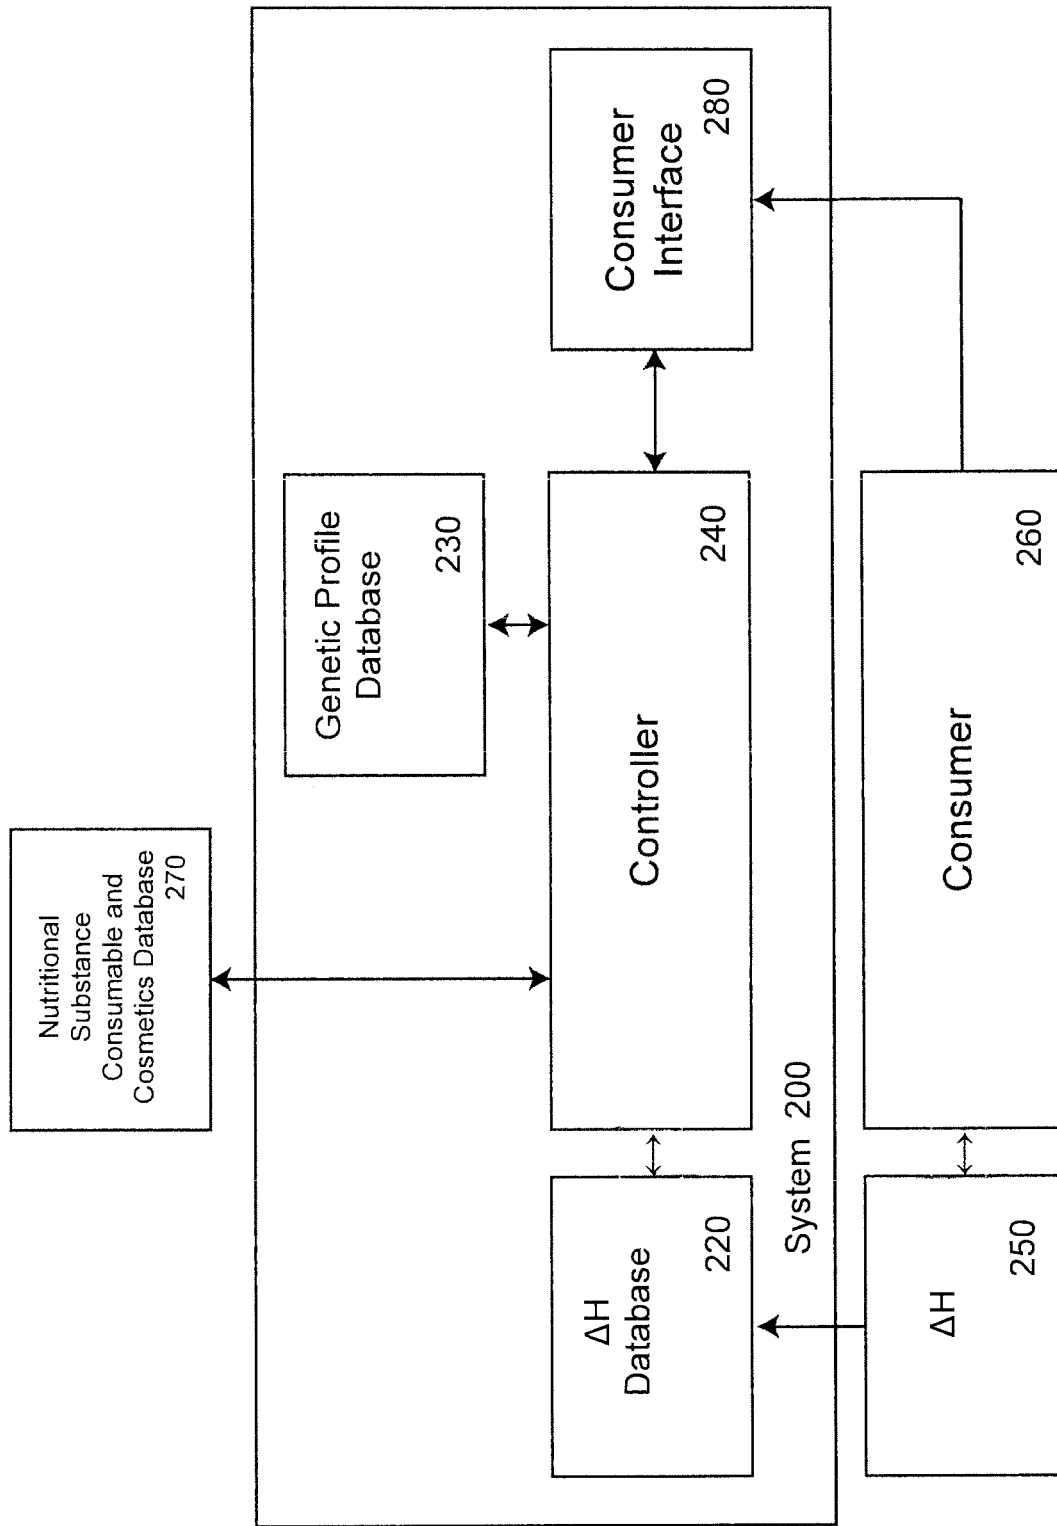 Nutritional
Substance
Consumable and
Cosmetics Database
270
Genetic Profile
Database
230
ΔH
Database
220
Controller
240
Consumer
Interface
280
System 200
ΔH
250
Consumer
260